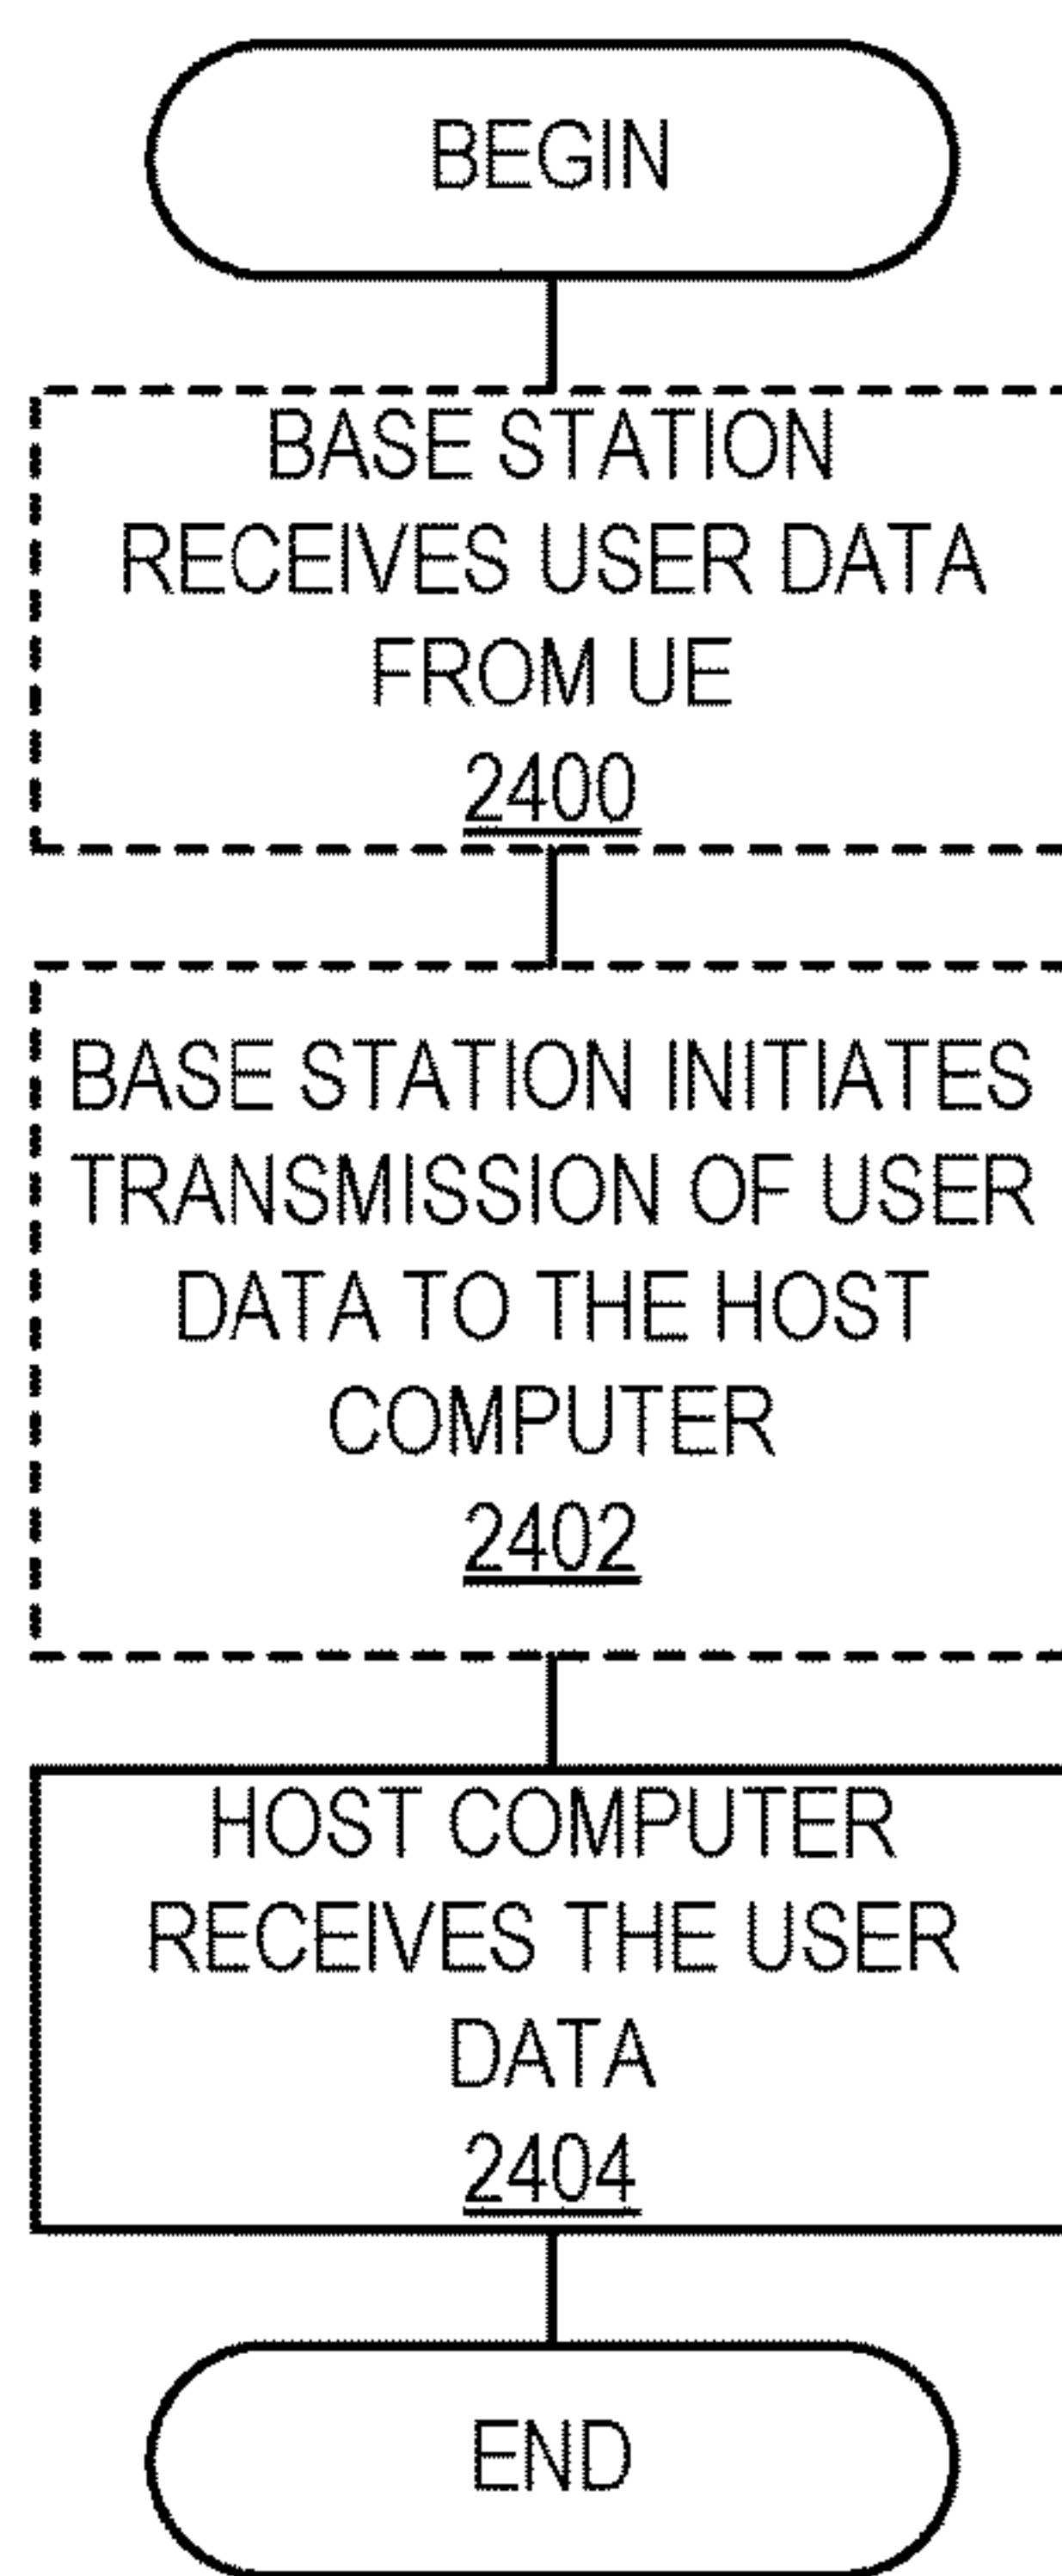 BEGIN
BASE STATION
RECEIVES USER DATA
FROM UE
2400
BASE STATION INITIATES
TRANSMISSION OF USER
DATA TO THE HOST
COMPUTER
2402
HOST COMPUTER
RECEIVES THE USER
DATA
2404
END